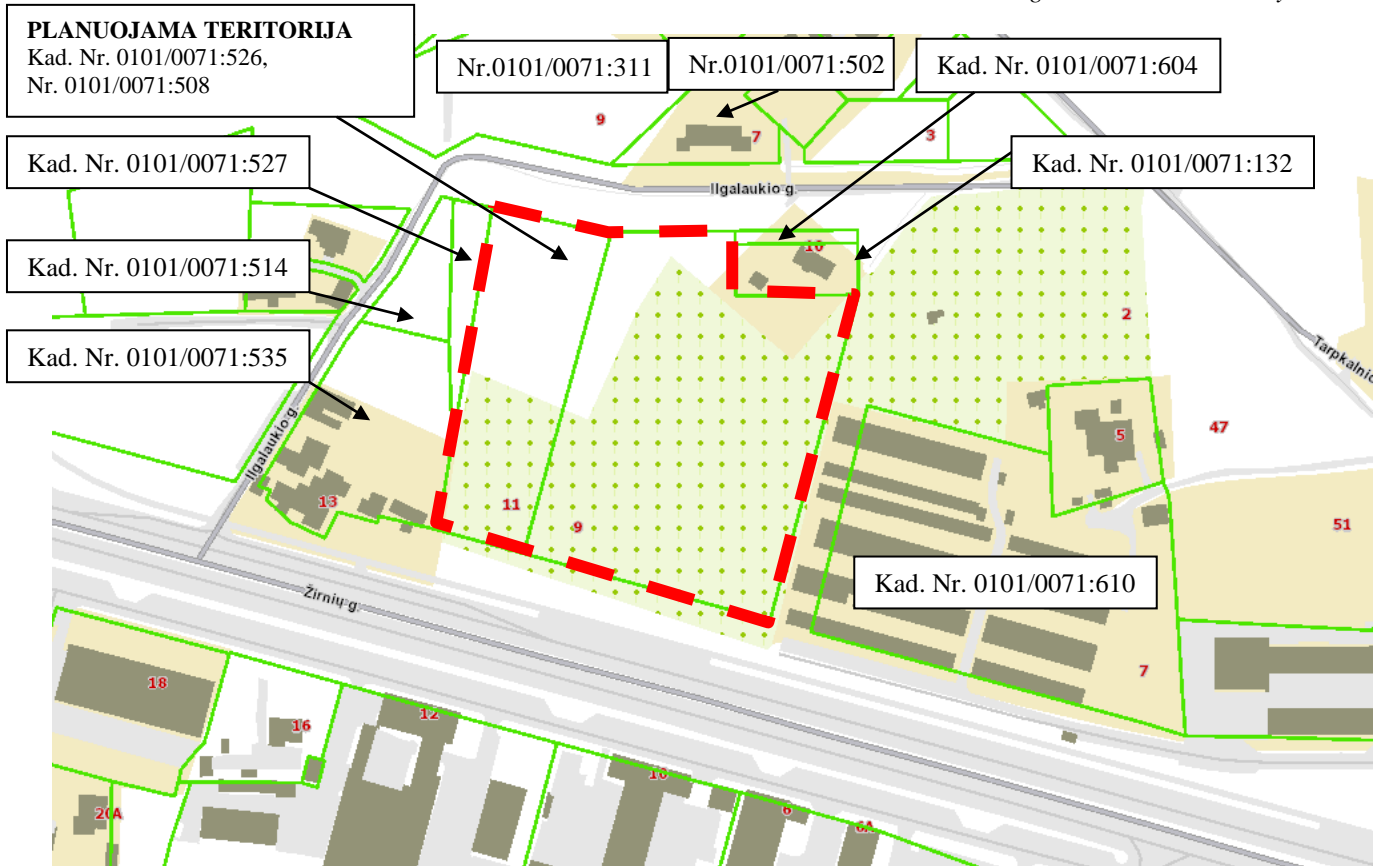 PLANUOJAMA TERITORIJA
Kad. Nr. 0101/0071:526,
Nr. 0101/0071:508
Nr.0101/0071:311
Nr.0101/0071:502
Kad. Nr. 0101/0071:604
Kad. Nr. 0101/0071:527
Kad. Nr. 0101/0071:132
Kad. Nr. 0101/0071:514
Kad. Nr. 0101/0071:535
Kad. Nr. 0101/0071:610
9
7
3
Ilgalaukio g.
10
2
Tarpkalnio
5
47
Ilgalaukio g.
13
11
9
51
Žirnių g.
7
18
16
12
20A
10
6
6A